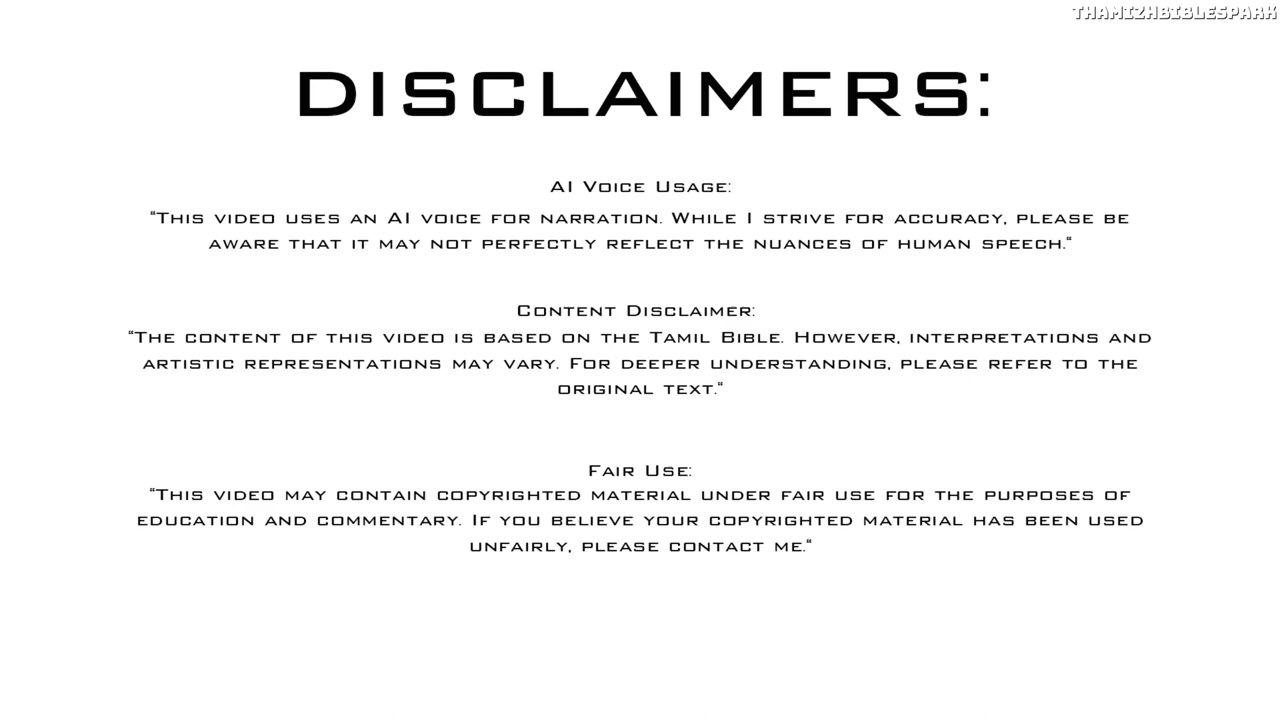 THAMIZHBIBLESPARK
DISCLAIMERS:
AI Voice Usage:
"This video uses an AI voice for narration. While I strive for accuracy, please be
aware that it may not perfectly reflect the nuances of human speech."
Content Disclaimer:
"The content of this video is based on the Tamil Bible. However, interpretations and
artistic representations may vary. For deeper understanding, please refer to the
original text."
Fair Use:
"This video may contain copyrighted material under fair use for the purposes of
education and commentary. If you believe your copyrighted material has been used
unfairly, please contact me."